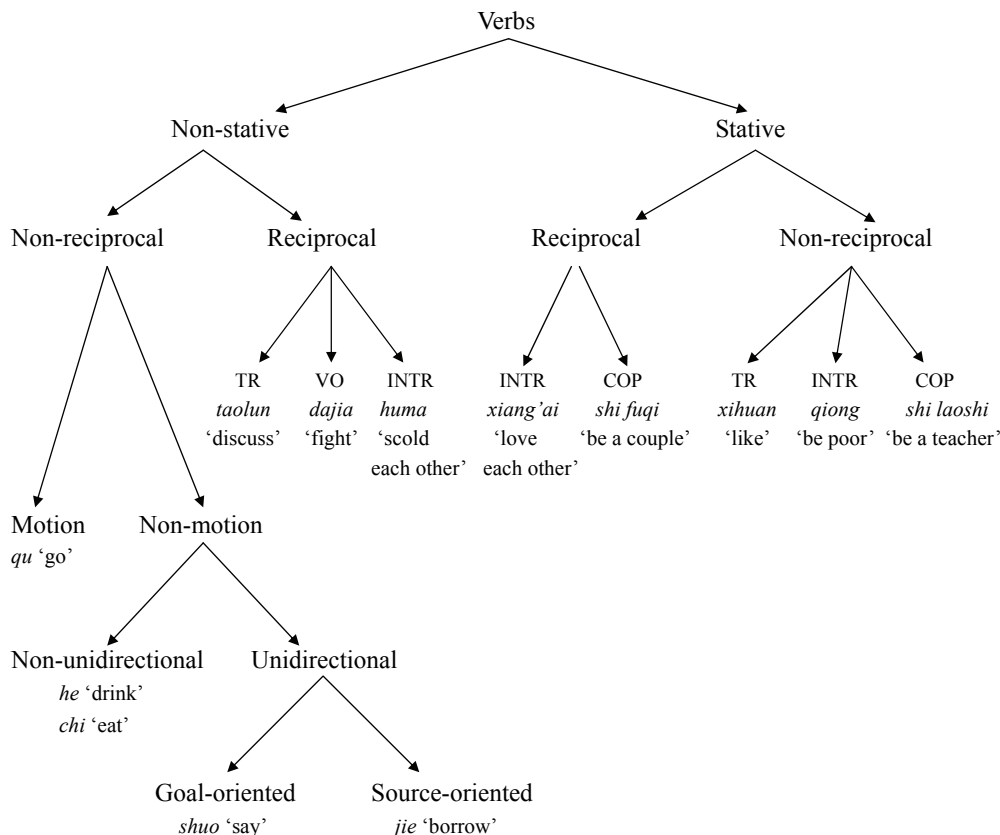 Verbs
Non-stative Stative
Non-reciprocal Reciprocal Reciprocal Non-reciprocal
TR VO INTR INTR COP TR INTR COP
taolun dajia huma xiang’ai shi fuqi xihuan qiong shi laoshi
‘discuss’ ‘fight’ ‘scold ‘love ‘be a couple’ ‘like’ ‘be poor’ ‘be a teacher’
each other’ each other’
Motion Non-motion
qu ‘go’
Non-unidirectional Unidirectional
he ‘drink’
chi ‘eat’
Goal-oriented Source-oriented
shuo ‘say’ jie ‘borrow’